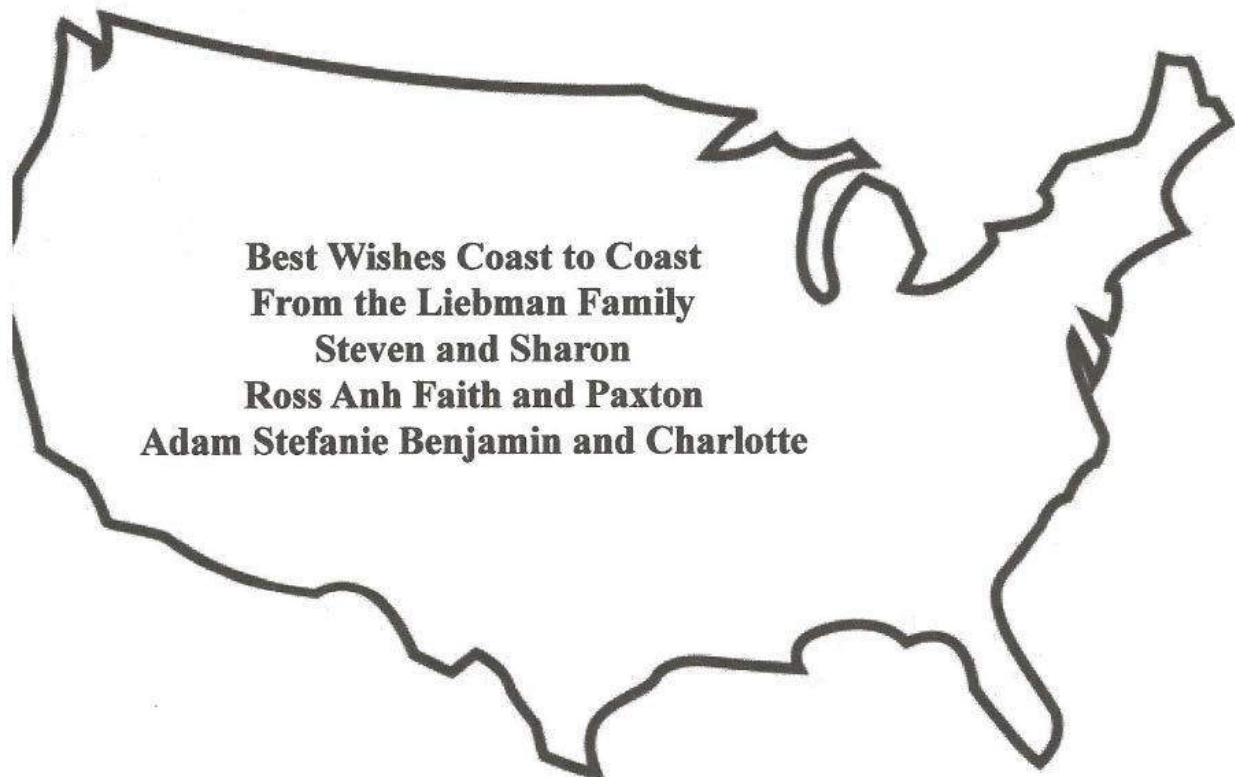 Best Wishes Coast to Coast
From the Liebman Family
Steven and Sharon
Ross Anh Faith and Paxton
Adam Stefanie Benjamin and Charlotte